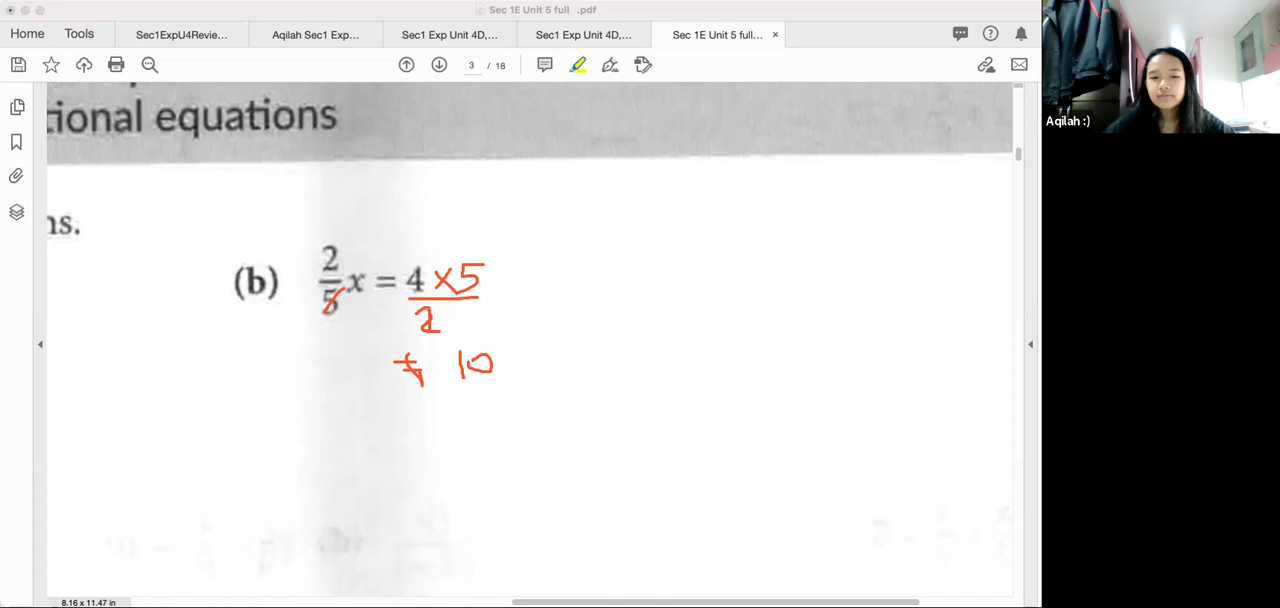 Sec 1E Unit 5 full .pdf
Home Tools Sec1ExpU4Revie... Aqilah Sec1 Exp... Sec1 Exp Unit 4D,... Sec1 Exp Unit 4D,... Sec 1E Unit 5 full... ×
3 / 18
Aqilah :)
tional equations
ns.
(b) 2/5 x = 4 × 5
2
10
8.16 x 11.47 in